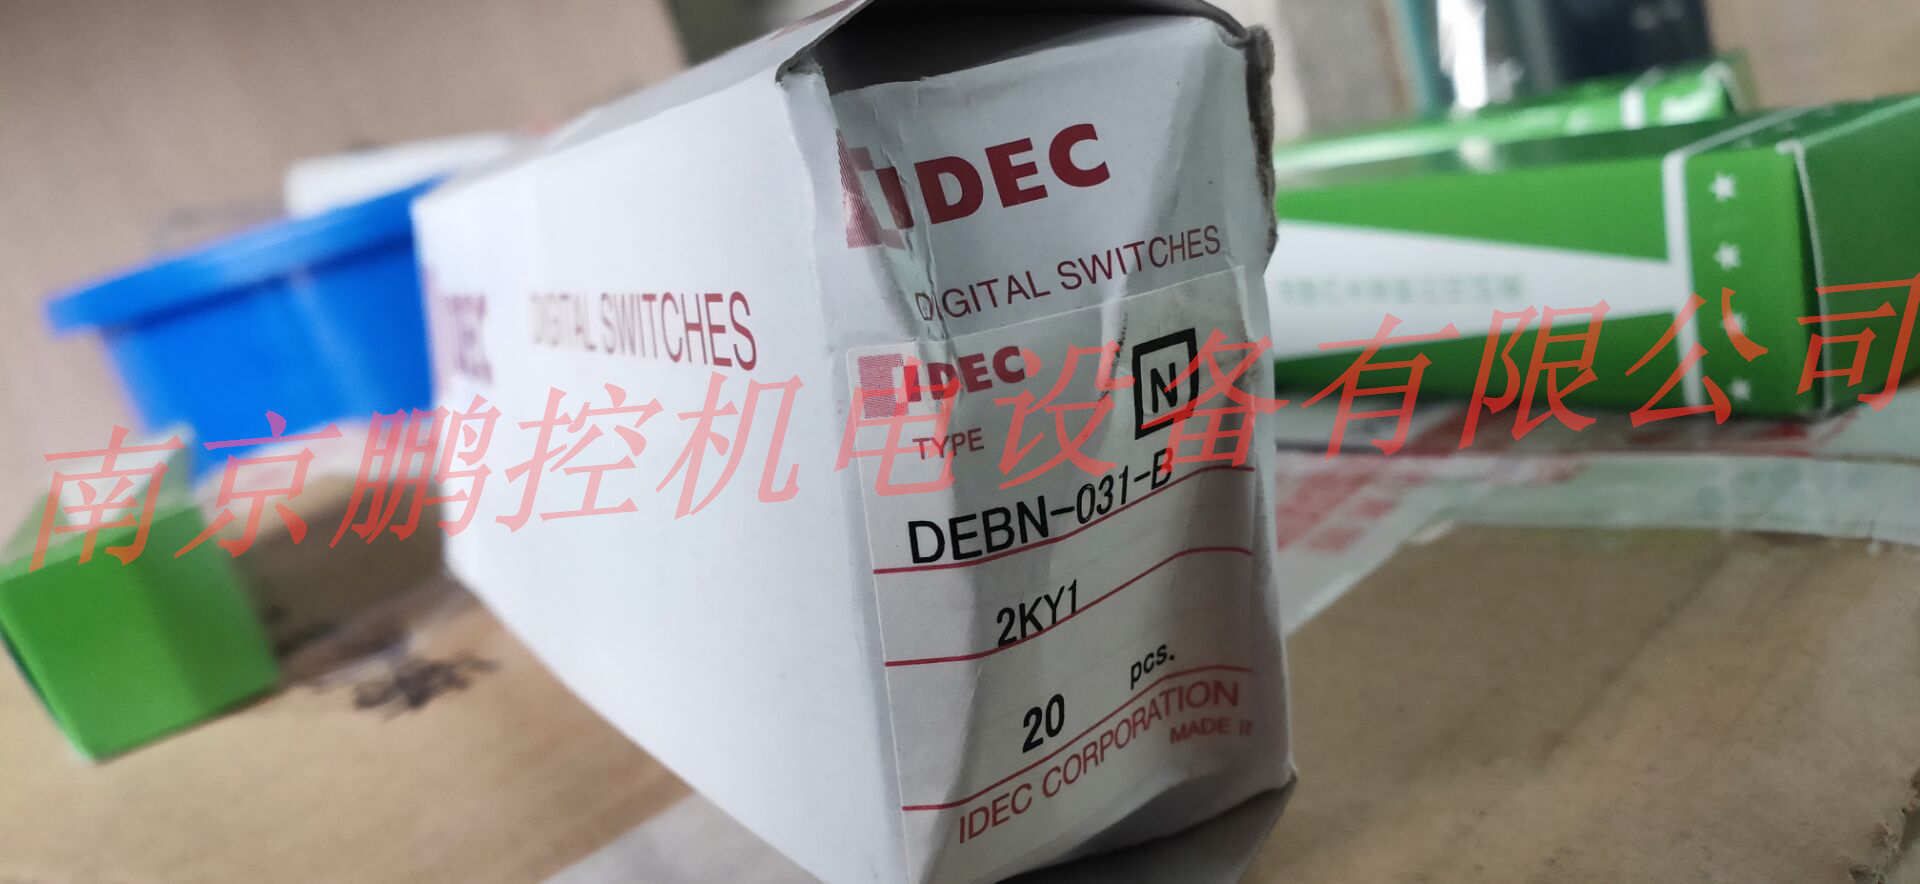 IDEC
DIGITAL SWITCHES
IDEC
DIGITAL SWITCHES
IDEC
N
TYPE
DEBN-031-B
2KY1
20 pcs.
IDEC CORPORATION
MADE
南京鹏控机电设备有限公司